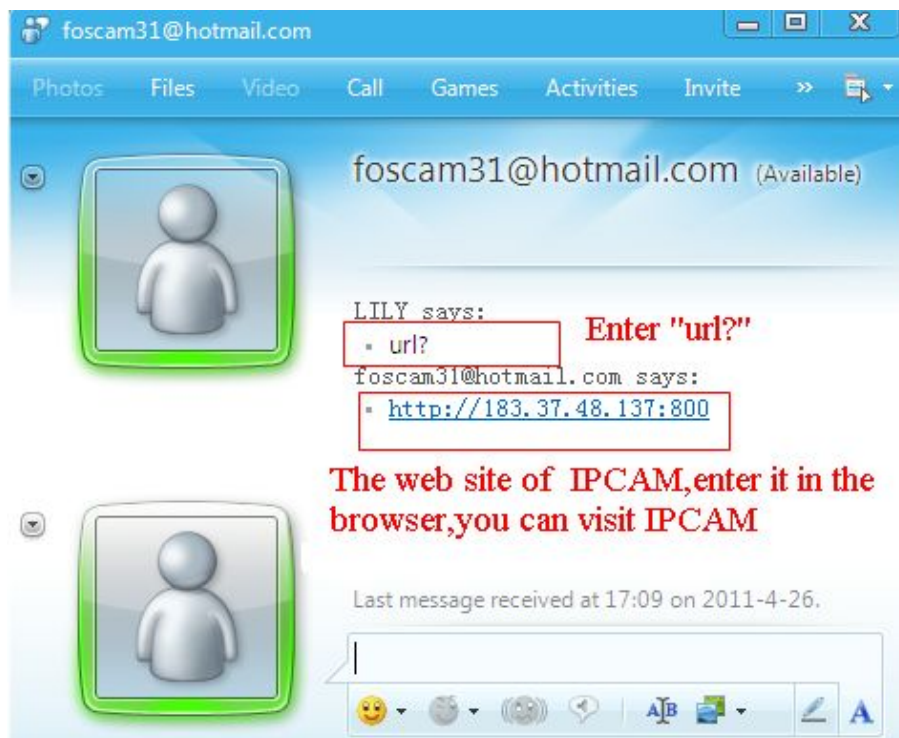 foscam31@hotmail.com
Photos Files Video Call Games Activities Invite »
foscam31@hotmail.com (Available)
LILY says:
url?
Enter "url?"
foscam31@hotmail.com says:
http://183.37.48.137:800
The web site of IPCAM,enter it in the
browser,you can visit IPCAM
Last message received at 17:09 on 2011-4-26.
A B
A